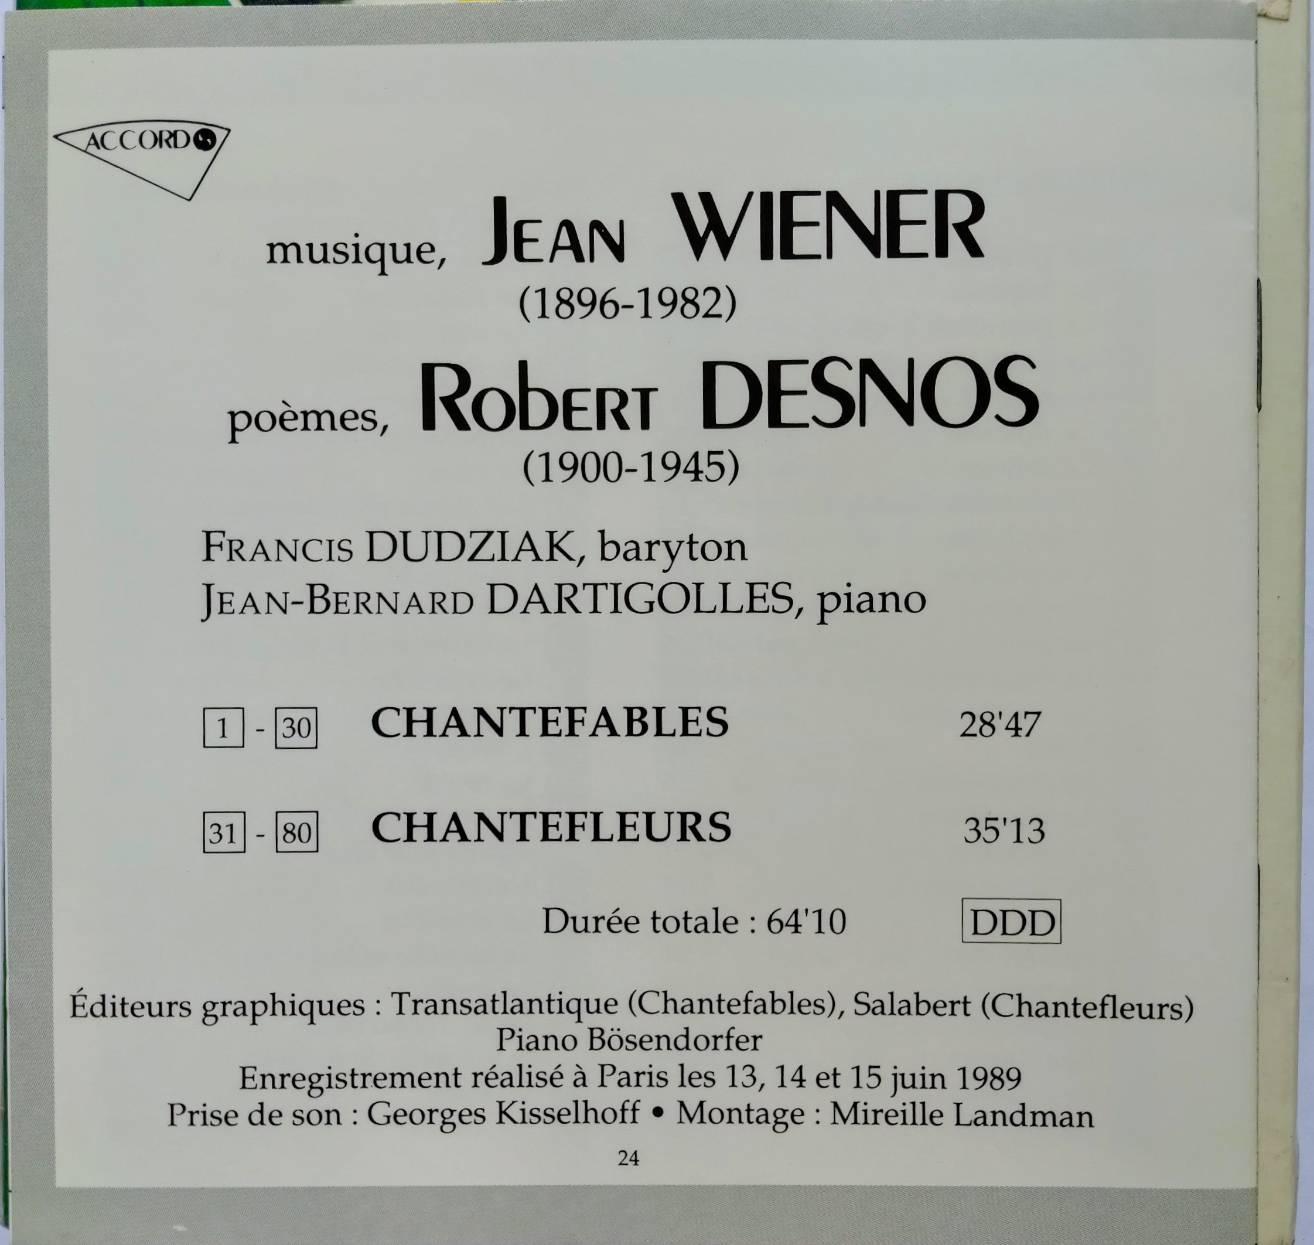 ACCORD
musique, JEAN WIENER
(1896-1982)
poèmes, RobERT DESNOS
(1900-1945)
FRANCIS DUDZIAK, baryton
JEAN-BERNARD DARTIGOLLES, piano
1 - 30 CHANTEFABLES 28'47
31 - 80 CHANTEFLEURS 35'13
Durée totale : 64'10 DDD
Éditeurs graphiques : Transatlantique (Chantefables), Salabert (Chantefleurs)
Piano Bösendorfer
Enregistrement réalisé à Paris les 13, 14 et 15 juin 1989
Prise de son : Georges Kisselhoff • Montage : Mireille Landman
24